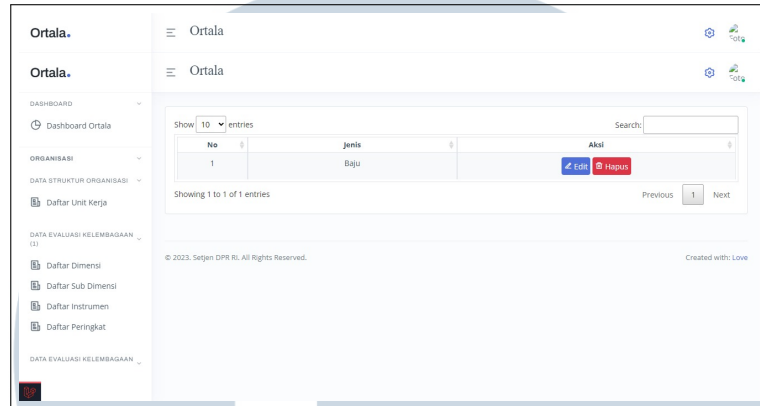 Ortala.
Ortala
Foto
Ortala.
Ortala
Foto
DASHBOARD
Dashboard Ortala
ORGANISASI
DATA STRUKTUR ORGANISASI
Daftar Unit Kerja
DATA EVALUASI KELEMBAGAAN
(1)
Daftar Dimensi
Daftar Sub Dimensi
Daftar Instrumen
Daftar Peringkat
DATA EVALUASI KELEMBAGAAN
Show 10 entries
Search:
No Jenis Aksi
1 Baju Edit Hapus
Showing 1 to 1 of 1 entries
Previous 1 Next
© 2023. Setjen DPR RI. All Rights Reserved.
Created with: Love